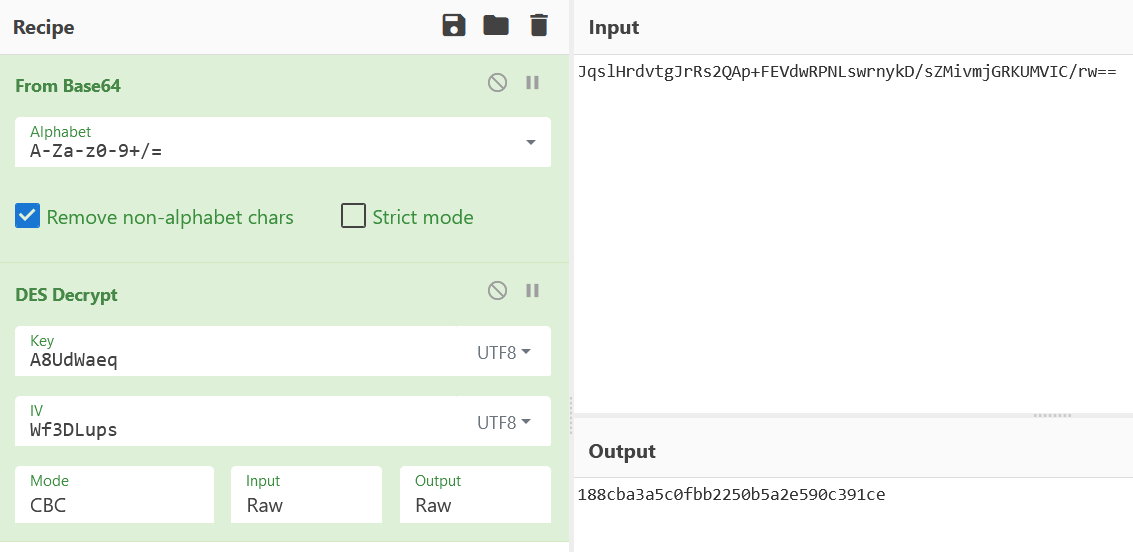 Recipe
From Base64
Alphabet
A-Za-z0-9+/=
Remove non-alphabet chars
Strict mode
DES Decrypt
Key
A8UdWaeq
UTF8
IV
Wf3DLups
UTF8
Mode
CBC
Input
Raw
Output
Raw
Input
JqslHrdvtgJrRs2QAp+FEVdwRPNLswrnykD/sZMivmjGRKUMVIC/rw==
Output
188cba3a5c0fbb2250b5a2e590c391ce